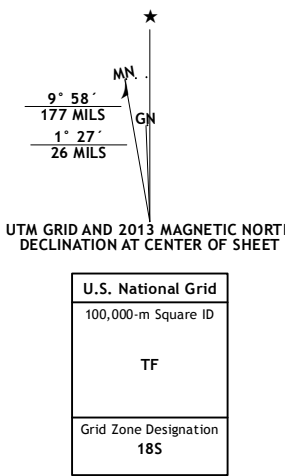 ★
MN
9° 58´
177 MILS
GN
1° 27´
26 MILS
UTM GRID AND 2013 MAGNETIC NORTH
DECLINATION AT CENTER OF SHEET
U.S. National Grid
100,000-m Square ID
TF
Grid Zone Designation
18S